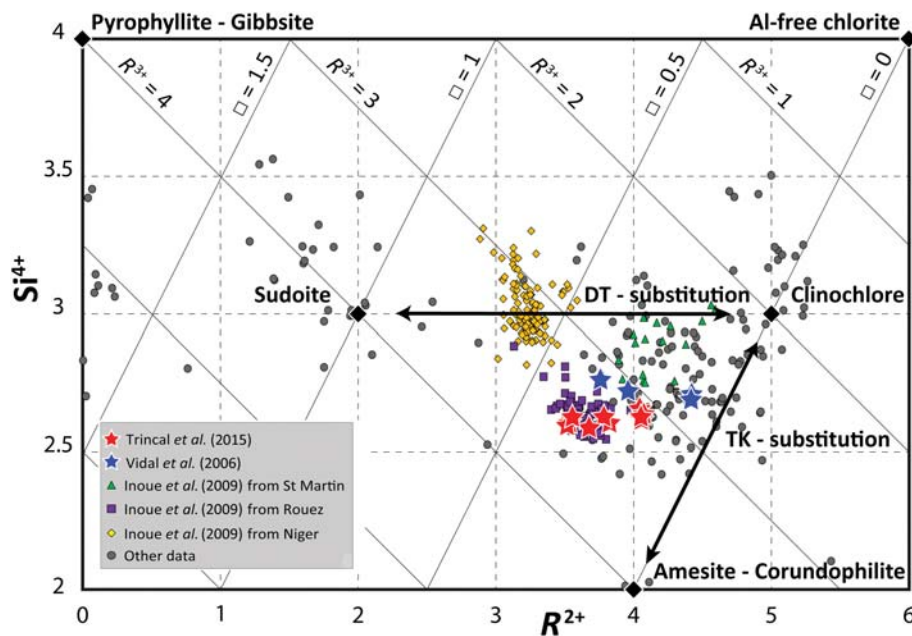 Pyrophyllite - Gibbsite
Al-free chlorite
4
R³⁺ = 4
□ = 1.5
R³⁺ = 3
□ = 1
R³⁺ = 2
□ = 0.5
R³⁺ = 1
□ = 0
3.5
Si⁴⁺
Sudoite
DT - substitution
Clinochlore
3
TK - substitution
2.5
Trincal et al. (2015)
Vidal et al. (2006)
Inoue et al. (2009) from St Martin
Inoue et al. (2009) from Rouez
Inoue et al. (2009) from Niger
Other data
Amesite - Corundophilite
2
0 1 2 3 4 5 6
R²⁺